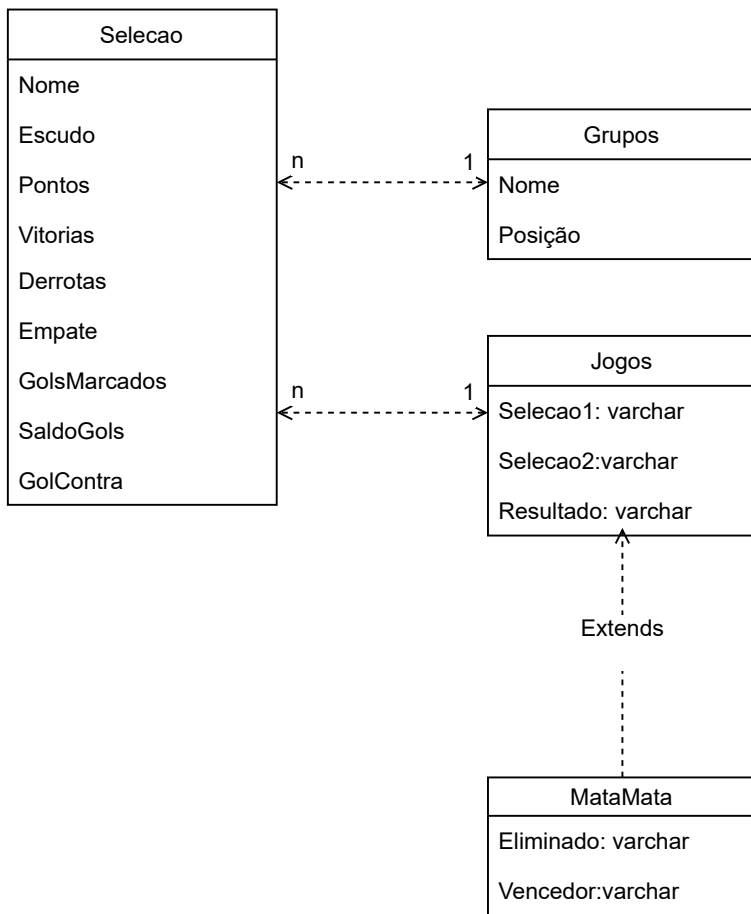 Selecao
Nome
Escudo
Pontos
Vitorias
Derrotas
Empate
GolsMarcados
SaldoGols
GolContra
n
1
Grupos
Nome
Posição
n
1
Jogos
Selecao1: varchar
Selecao2:varchar
Resultado: varchar
Extends
MataMata
Eliminado: varchar
Vencedor:varchar